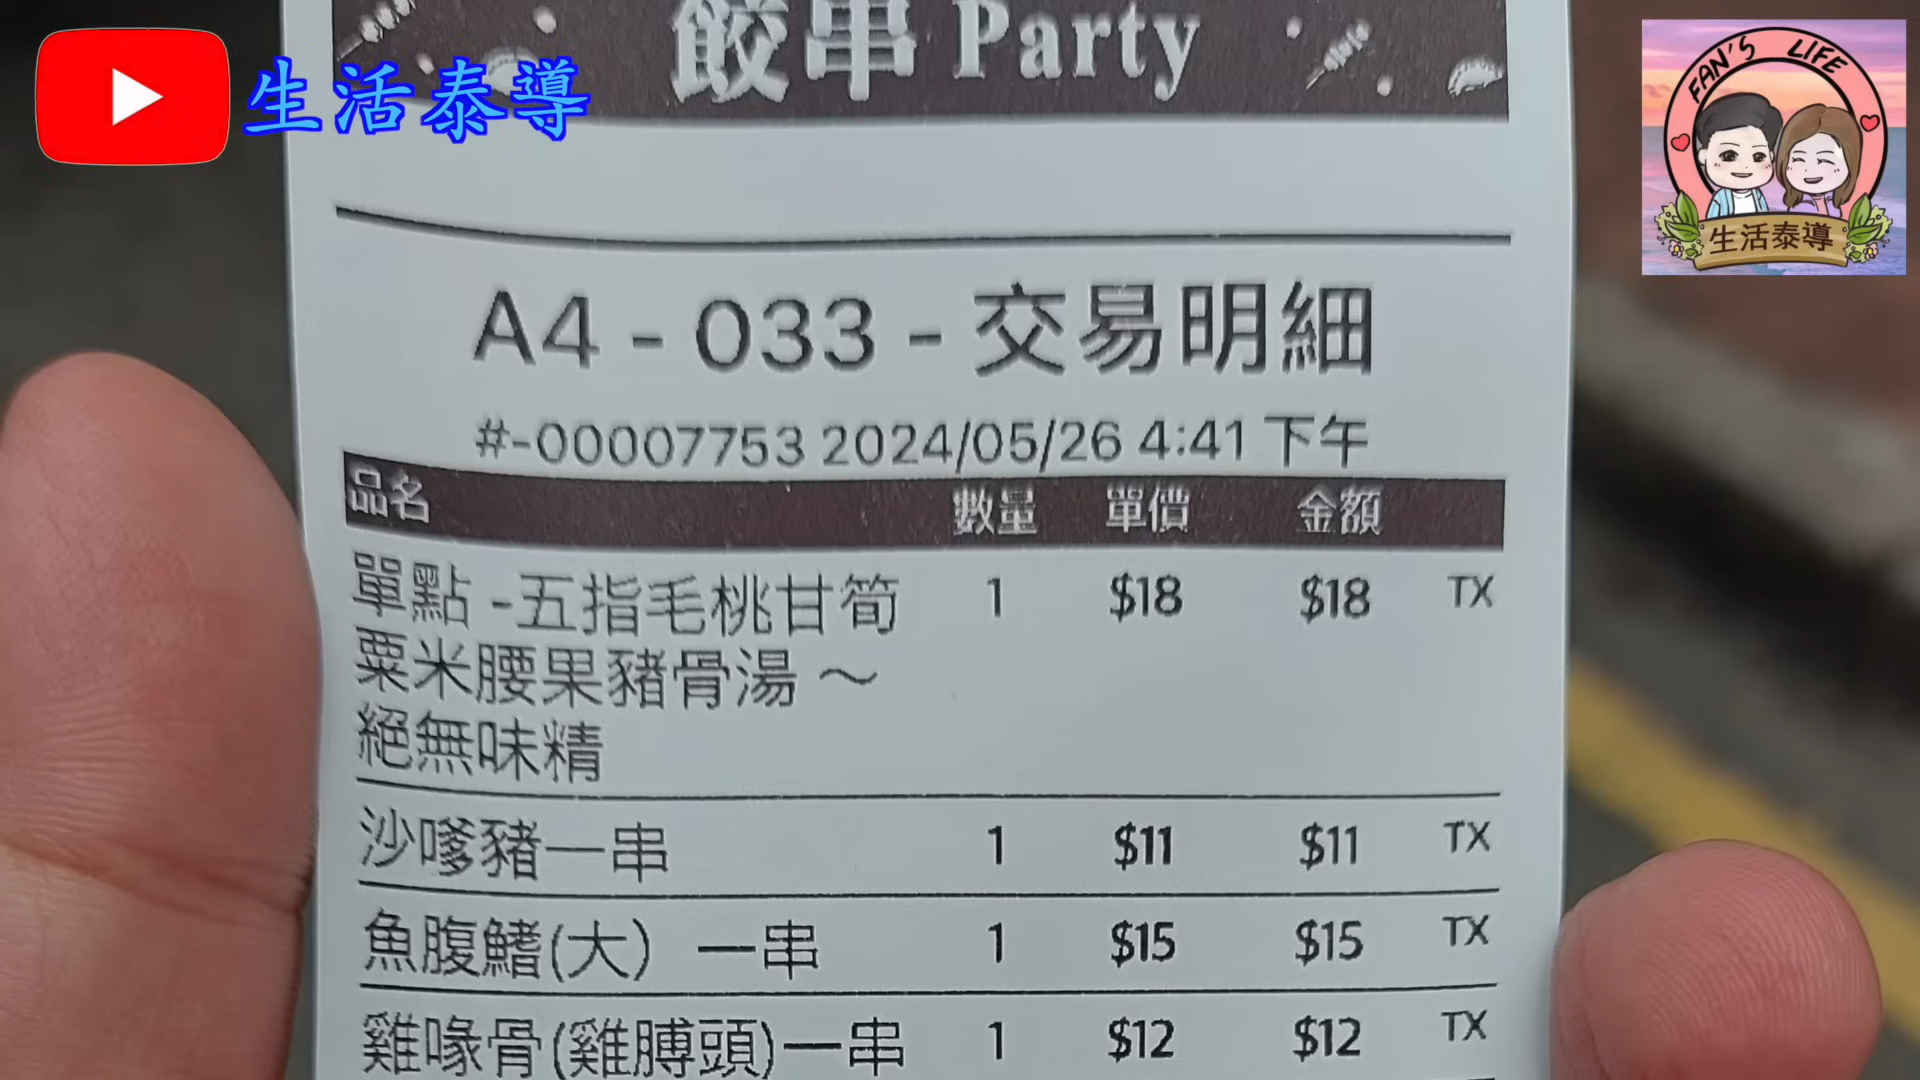 餃串 Party
生活泰導
FAN'S LIFE
生活泰導
A4 - 033 - 交易明細
#-00007753 2024/05/26 4:41 下午
品名 數量 單價 金額
單點 -五指毛桃甘筍 1 $18 $18 TX
粟米腰果豬骨湯 ～
絕無味精
沙嗲豬一串 1 $11 $11 TX
魚腹鰭(大) 一串 1 $15 $15 TX
雞喙骨(雞膊頭)一串 1 $12 $12 TX